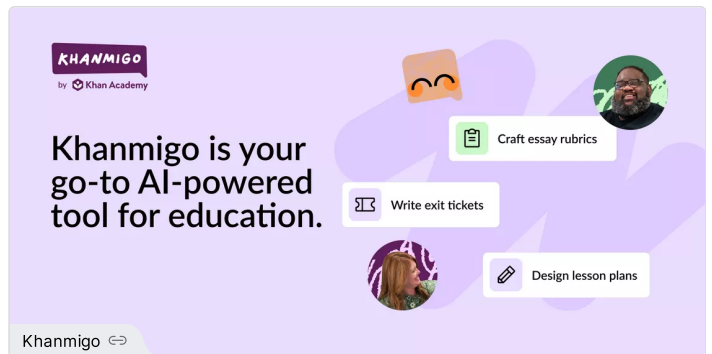 KHANMIGO
by Khan Academy
Khanmigo is your
go-to AI-powered
tool for education.
Craft essay rubrics
Write exit tickets
Design lesson plans
Khanmigo